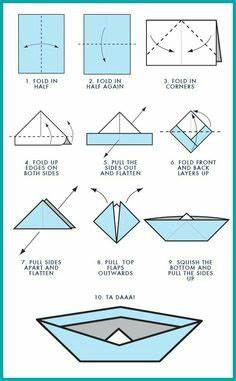 1. FOLD IN
HALF
2. FOLD IN
HALF AGAIN
3. FOLD IN
CORNERS
4. FOLD UP
EDGES ON
BOTH SIDES
5. PULL THE
SIDES OUT
AND FLATTEN
6. FOLD FRONT
AND BACK
LAYERS UP
7. PULL SIDES
APART AND
FLATTEN
8. PULL TOP
FLAPS
OUTWARDS
9. SQUISH THE
BOTTOM AND
PULL THE SIDES
UP
10. TA DAAA!